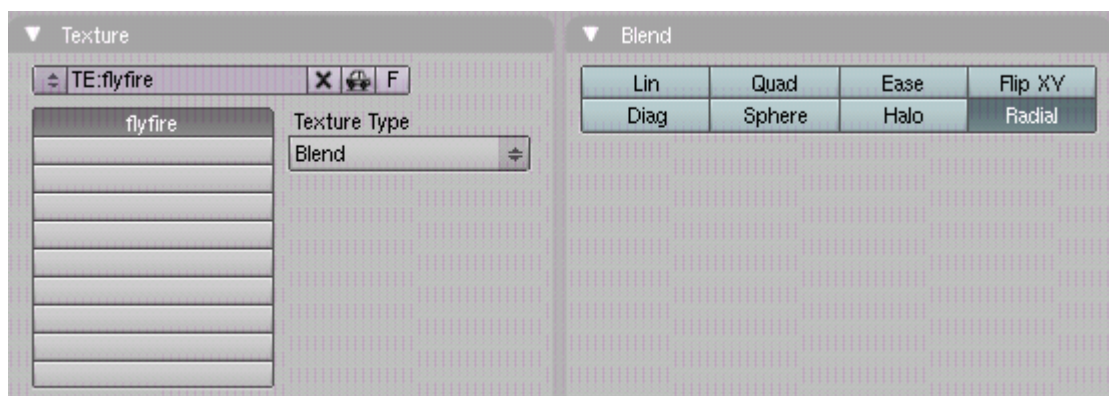 Texture
TE:flyfire X F
flyfire
Texture Type
Blend
Blend
Lin Quad Ease Flip XY
Diag Sphere Halo Radial